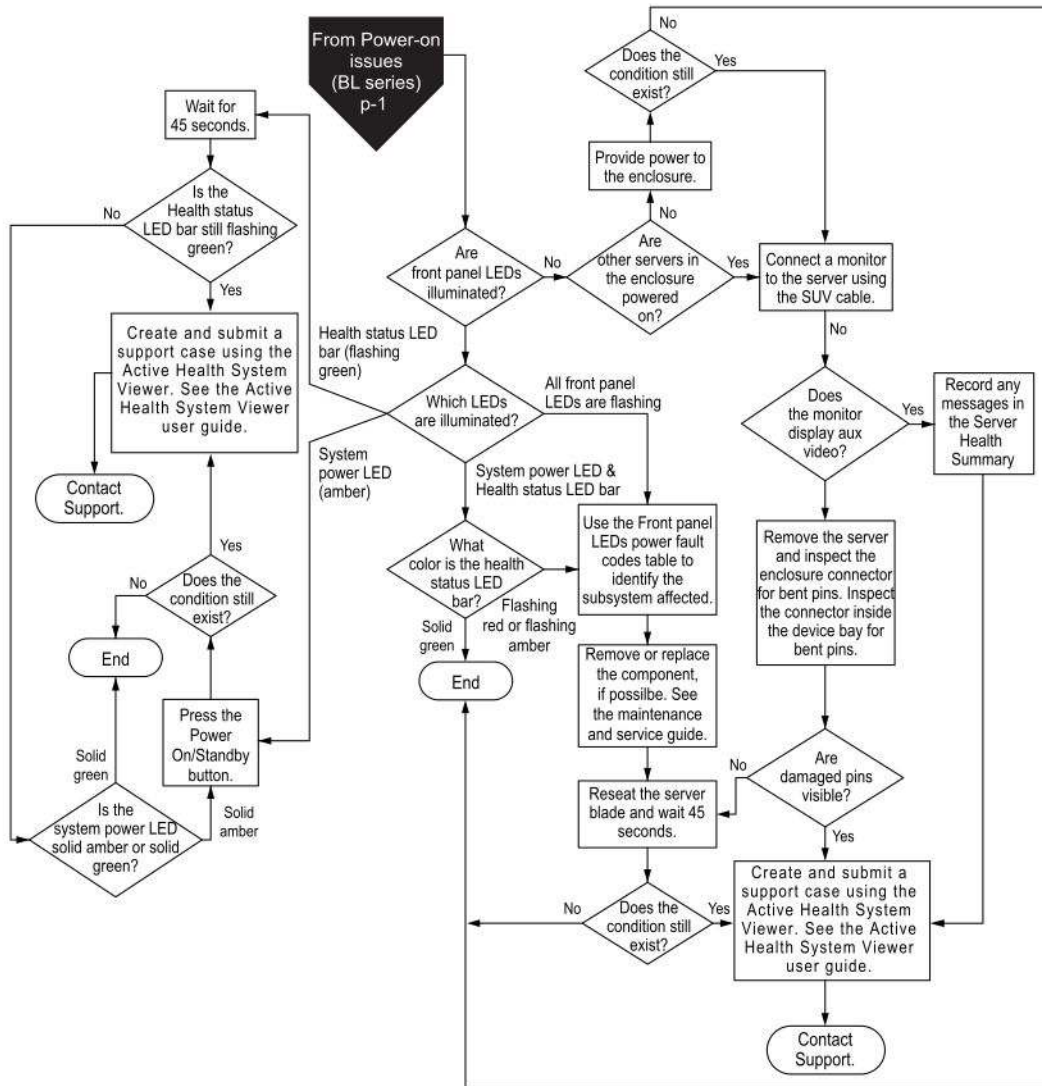 From Power-on
issues
(BL series)
p-1
No
Does the
condition still
exist?
Yes
Wait for
45 seconds.
Provide power to
the enclosure.
No
Is the
Health status
LED bar still flashing
green?
No
Yes
Are
front panel LEDs
illuminated?
No
Are
other servers in
the enclosure
powered
on?
Yes
Connect a monitor
to the server using
the SUV cable.
No
Create and submit a
support case using the
Active Health System
Viewer. See the Active
Health System Viewer
user guide.
Health status LED
bar (flashing
green)
Which LEDs
are illuminated?
All front panel
LEDs are flashing
Does
the monitor
display aux
video?
Yes
Record any
messages in
the Server
Health
Summary
System
power LED
(amber)
System power LED &
Health status LED bar
Contact
Support.
What
color is the health
status LED
bar?
Flashing
red or flashing
amber
Solid
green
Use the Front panel
LEDs power fault
codes table to
identify the
subsystem affected.
Remove the server
and inspect the
enclosure connector
for bent pins. Inspect
the connector inside
the device bay for
bent pins.
Yes
No
Does the
condition still
exist?
End
End
Remove or replace
the component,
if possilbe. See
the maintenance
and service guide.
Press the
Power
On/Standby
button.
Solid
green
Solid
amber
Is the
system power LED
solid amber or solid
green?
No
Are
damaged pins
visible?
Yes
Reseat the server
blade and wait 45
seconds.
No
Does the
condition still
exist?
Yes
Create and submit a
support case using the
Active Health System
Viewer. See the Active
Health System Viewer
user guide.
Contact
Support.